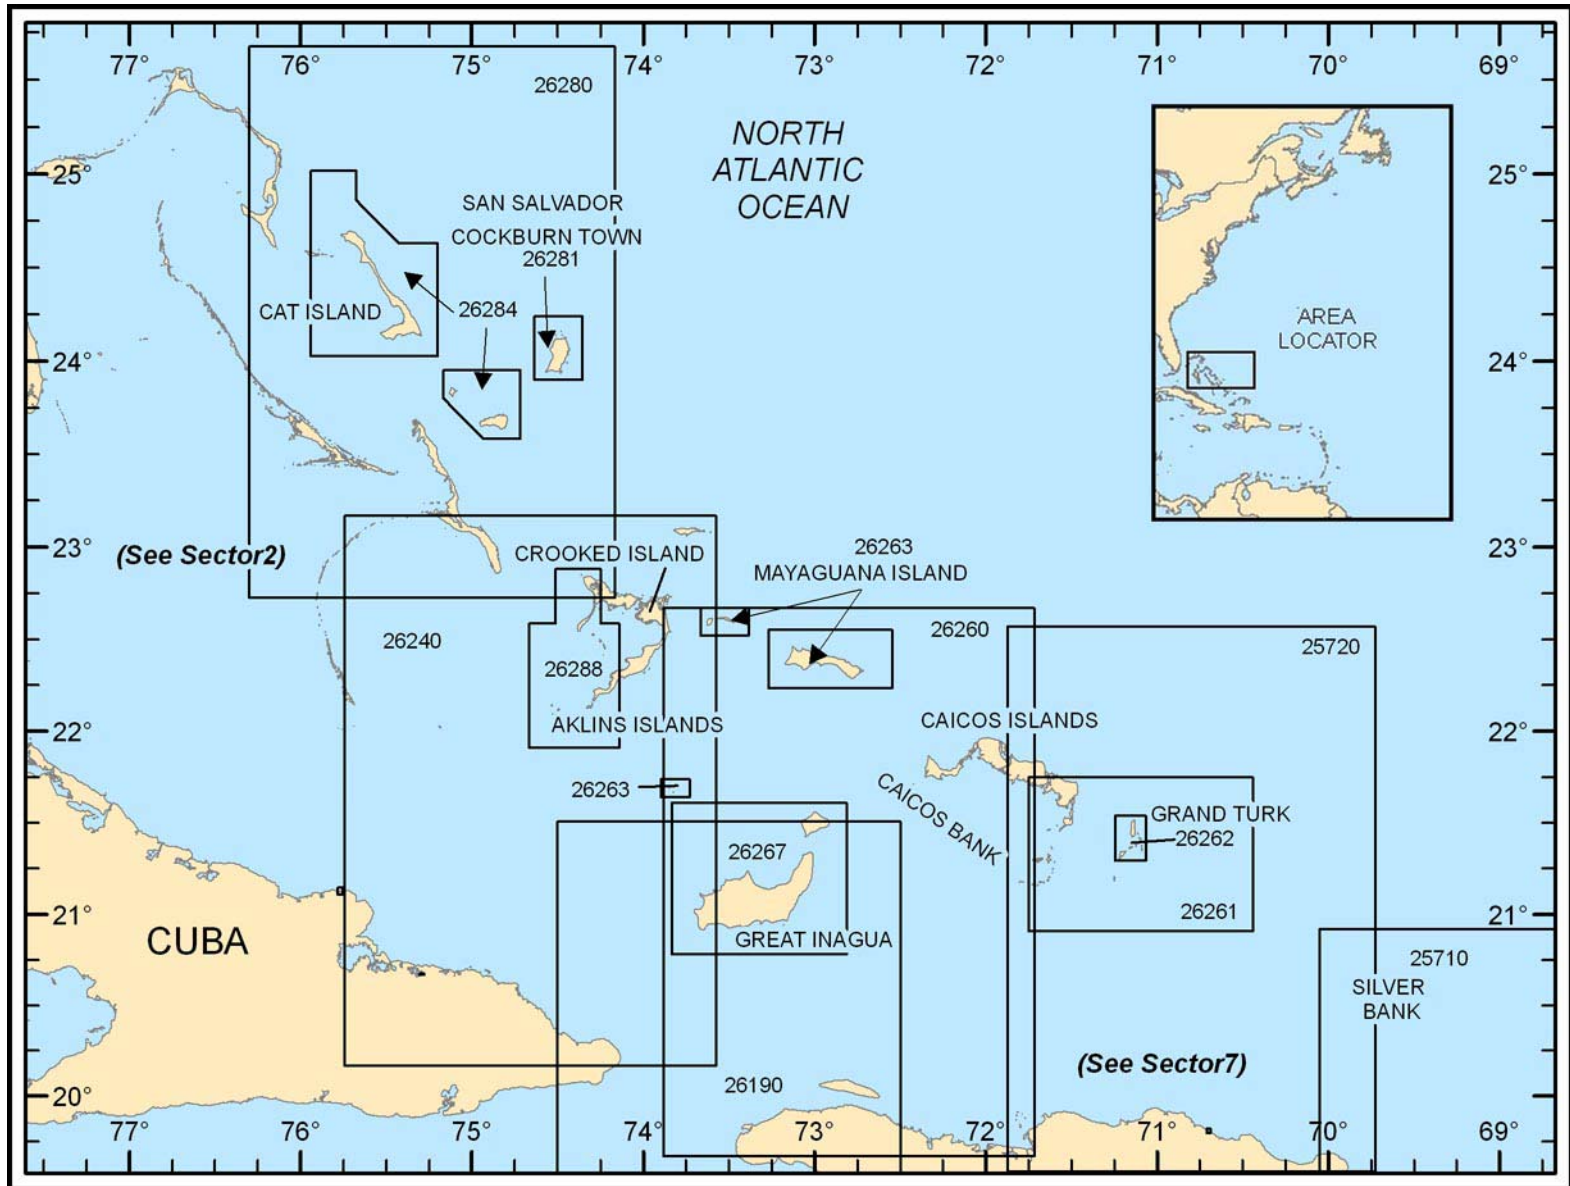 77° 76° 75° 74° 73° 72° 71° 70° 69°
26280
NORTH
ATLANTIC
OCEAN
25° 25°
SAN SALVADOR
COCKBURN TOWN
26281
CAT ISLAND
26284
AREA
LOCATOR
24° 24°
23° 23°
(See Sector2)
CROOKED ISLAND
26263
MAYAGUANA ISLAND
26240
26260
25720
26288
AKLINS ISLANDS
CAICOS ISLANDS
22° 22°
26263
CAICOS BANK
GRAND TURK
26262
26267
26261
21° 21°
CUBA
GREAT INAGUA
25710
SILVER
BANK
(See Sector7)
26190
20° 20°
77° 76° 75° 74° 73° 72° 71° 70° 69°